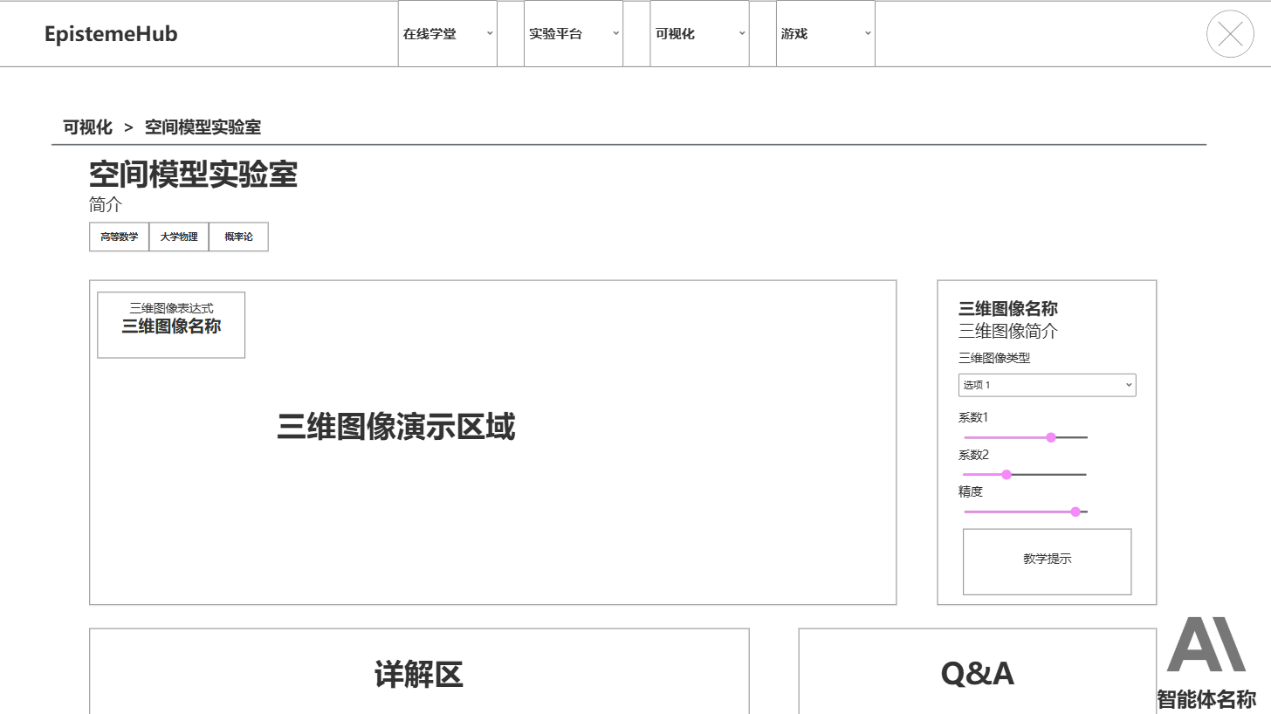 EpistemeHub
在线学堂
实验平台
可视化
游戏
可视化 > 空间模型实验室
空间模型实验室
简介
高等数学
大学物理
概率论
三维图像表达式
三维图像名称
三维图像演示区域
三维图像名称
三维图像简介
三维图像类型
选项 1
系数1
系数2
精度
教学提示
详解区
Q&A
AI
智能体名称